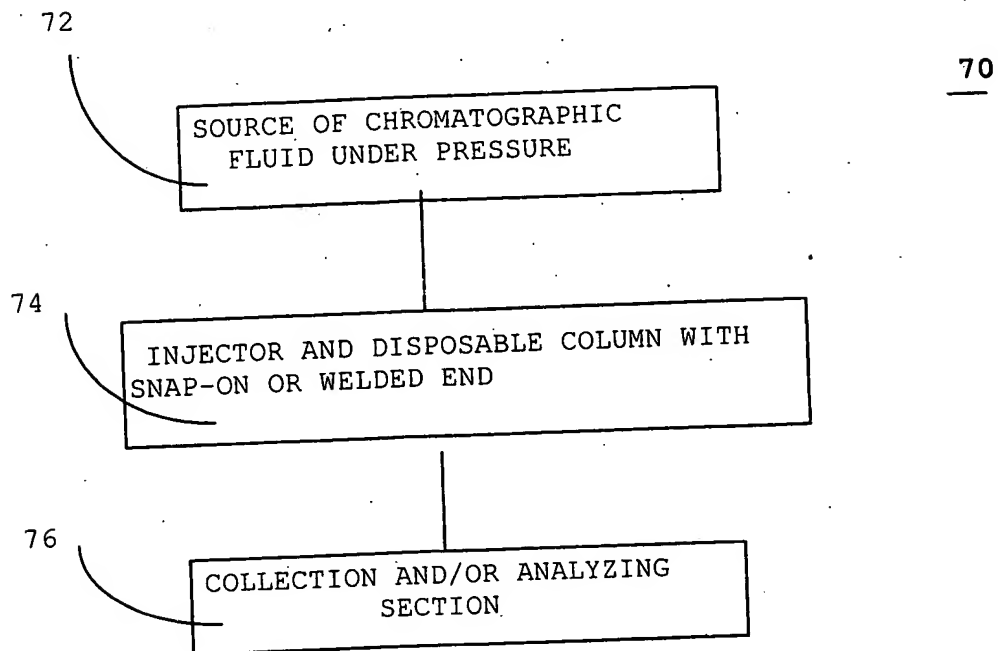 72
70
SOURCE OF CHROMATOGRAPHIC
FLUID UNDER PRESSURE
74
INJECTOR AND DISPOSABLE COLUMN WITH
SNAP-ON OR WELDED END
76
COLLECTION AND/OR ANALYZING
SECTION